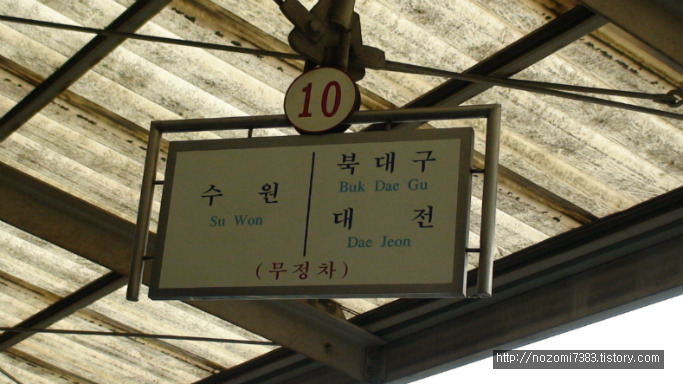 10
수 원
Su Won
북 대 구
Buk Dae Gu
대 전
Dae Jeon
(무정차)
http://nozomi7383.tistory.com